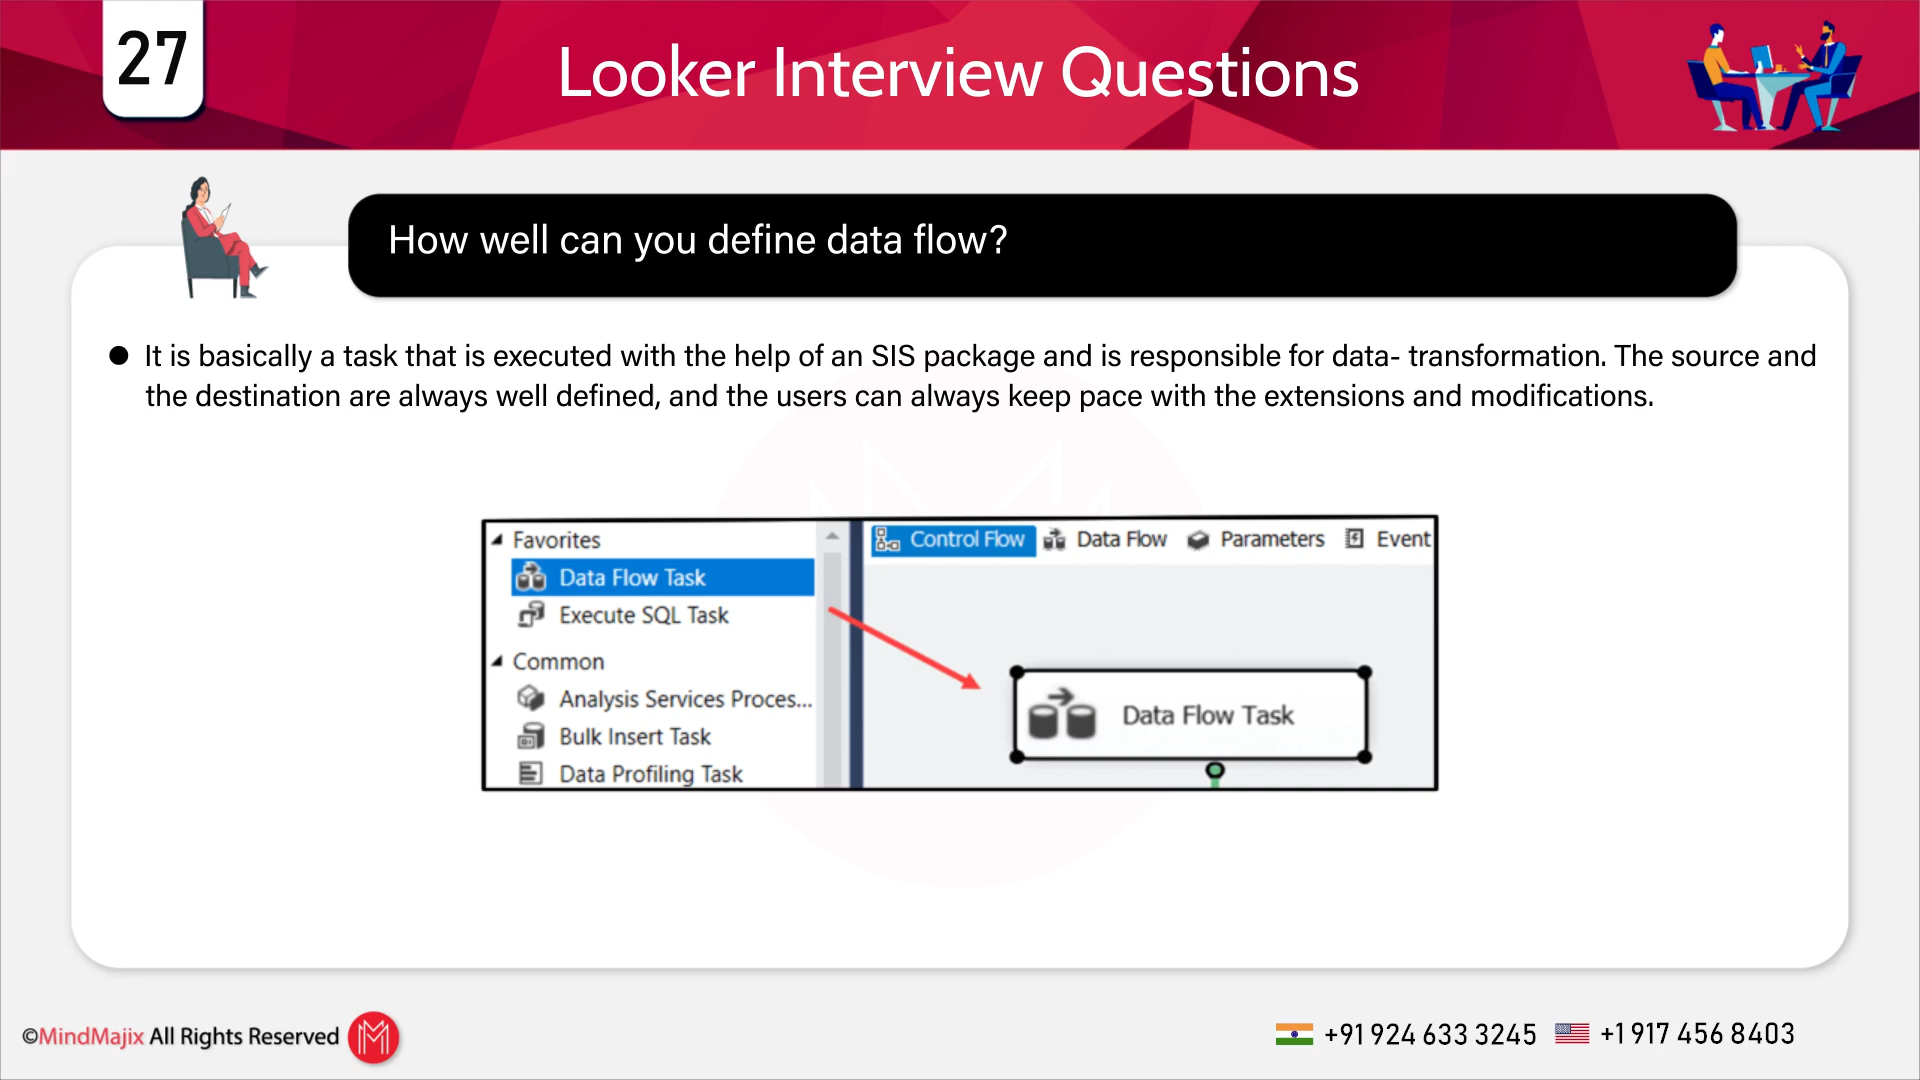 27
Looker Interview Questions
How well can you define data flow?
It is basically a task that is executed with the help of an SIS package and is responsible for data- transformation. The source and
the destination are always well defined, and the users can always keep pace with the extensions and modifications.
Favorites
Data Flow Task
Execute SQL Task
Common
Analysis Services Proces...
Bulk Insert Task
Data Profiling Task
Control Flow Data Flow Parameters Event
Data Flow Task
©MindMajix All Rights Reserved
+91 924 633 3245 +1 917 456 8403